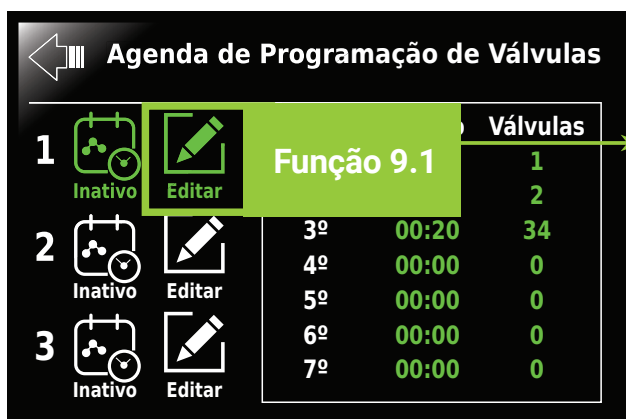 Agenda de Programação de Válvulas
Válvulas
1
Inativo
Editar
Função 9.1
1
2
3º 00:20 34
2
Inativo
Editar
4º 00:00 0
5º 00:00 0
3
Inativo
Editar
6º 00:00 0
7º 00:00 0